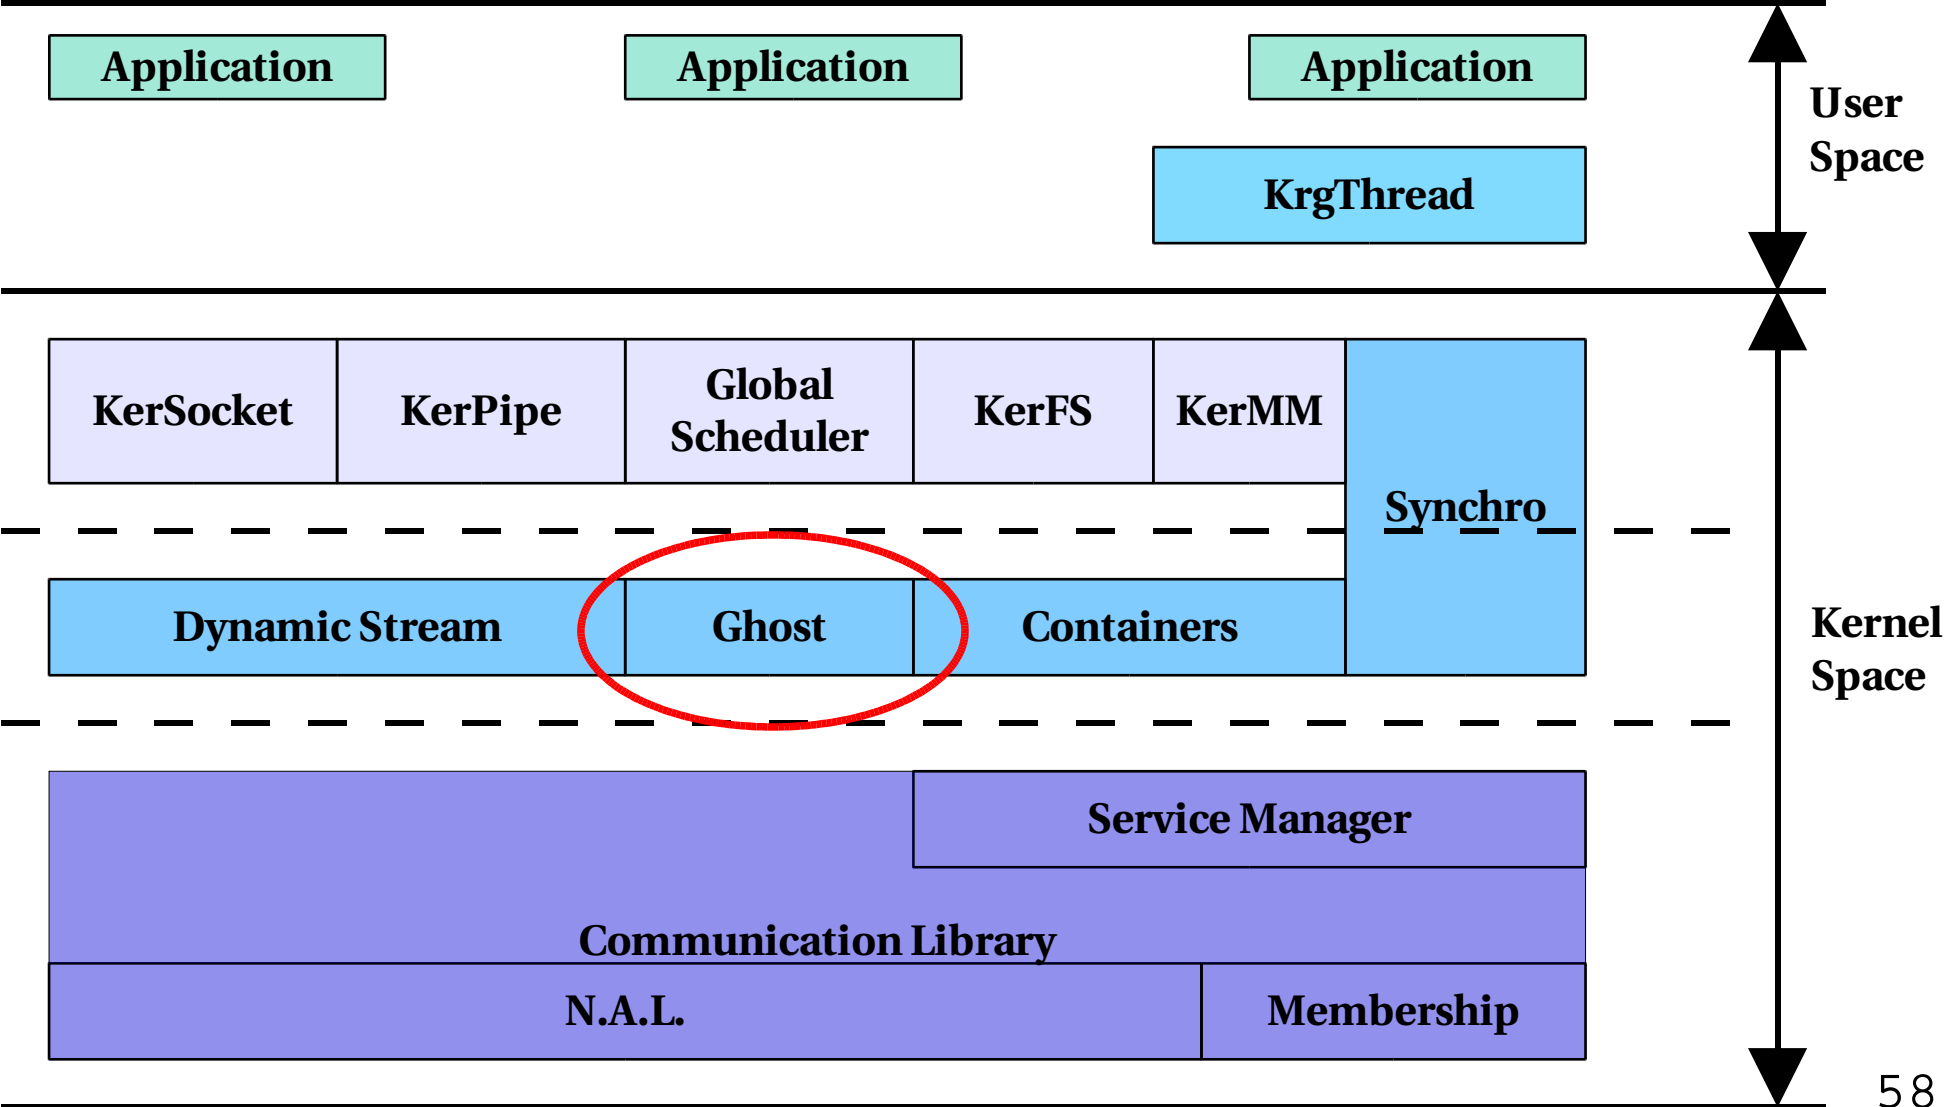 Application
Application
Application
User
Space
KrgThread
KerSocket
KerPipe
Global
Scheduler
KerFS
KerMM
Synchro
Dynamic Stream
Ghost
Containers
Kernel
Space
Service Manager
Communication Library
N.A.L.
Membership
58